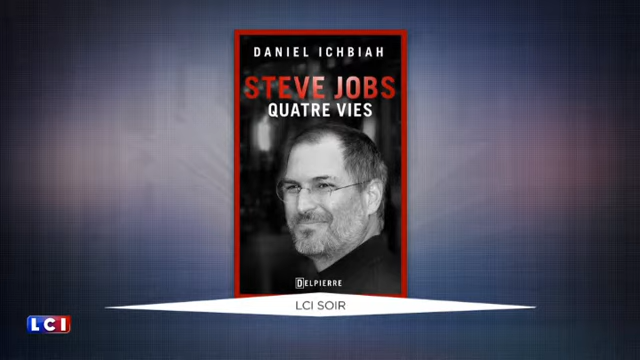 DANIEL ICHBIAH
STEVE JOBS
QUATRE VIES
DELPIERRE
LCI SOIR
LCI